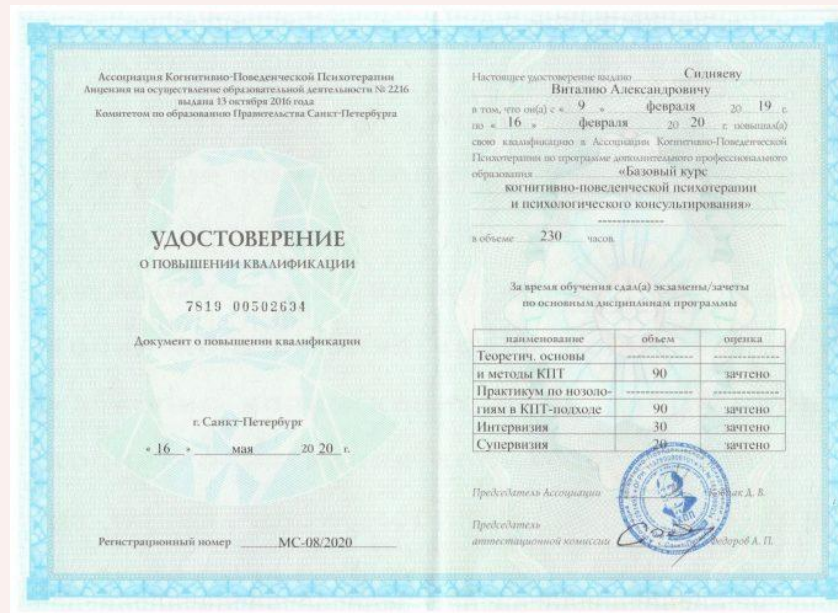 Ассоциация Когнитивно-Поведенческой Психотерапии
Лицензия на осуществление образовательной деятельности № 2216
выдана 13 октября 2016 года
Комитетом по образованию Правительства Санкт-Петербурга
УДОСТОВЕРЕНИЕ
О ПОВЫШЕНИИ КВАЛИФИКАЦИИ
7819 00502634
Документ о повышении квалификации
г. Санкт-Петербург
« 16 » мая 20 20 г.
Регистрационный номер МС-08/2020
Настоящее удостоверение выдано Сидняеву
Виталию Александровичу
в том, что он(а) с « 9 » февраля 20 19 г.
по « 16 » февраля 20 20 г. повышал(а)
свою квалификацию в Ассоциации Когнитивно-Поведенческой
Психотерапии по программе дополнительного профессионального
образования «Базовый курс
когнитивно-поведенческой психотерапии
и психологического консультирования»
--------------
в объеме 230 часов
За время обучения сдал(а) экзамены/зачеты
по основным дисциплинам программы
наименование объем оценка
Теоретич. основы -------------- --------------
и методы КПТ 90 зачтено
Практикум по нозоло- -------------- --------------
гиям в КПТ-подходе 90 зачтено
Интервизия 30 зачтено
Супервизия 20 зачтено
Председатель Ассоциации Д. В.
Председатель
аттестационной комиссии Федоров А. П.